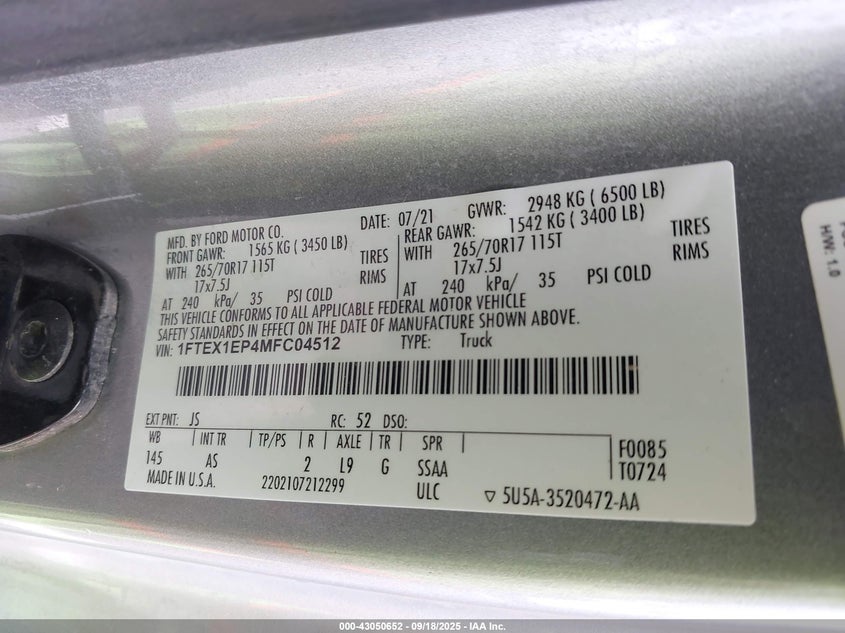 MFD. BY FORD MOTOR CO.
DATE: 07/21 GVWR: 2948 KG ( 6500 LB)
FRONT GAWR: 1565 KG ( 3450 LB)
WITH 265/70R17 115T TIRES
17x7.5J RIMS
AT 240 kPa/ 35 PSI COLD
REAR GAWR: 1542 KG ( 3400 LB)
WITH 265/70R17 115T TIRES
17x7.5J RIMS
AT 240 kPa/ 35 PSI COLD
THIS VEHICLE CONFORMS TO ALL APPLICABLE FEDERAL MOTOR VEHICLE
SAFETY STANDARDS IN EFFECT ON THE DATE OF MANUFACTURE SHOWN ABOVE.
VIN: 1FTEX1EP4MFC04512 TYPE: Truck
EXT PNT: JS RC: 52 DSO:
WB INT TR TP/PS R AXLE TR SPR
145 AS 2 L9 G SSAA
F0085
T0724
MADE IN U.S.A. 2202107212299 ULC ▽ 5U5A-3520472-AA
H/W: 1.0
000-43050652 - 09/18/2025 - IAA Inc.